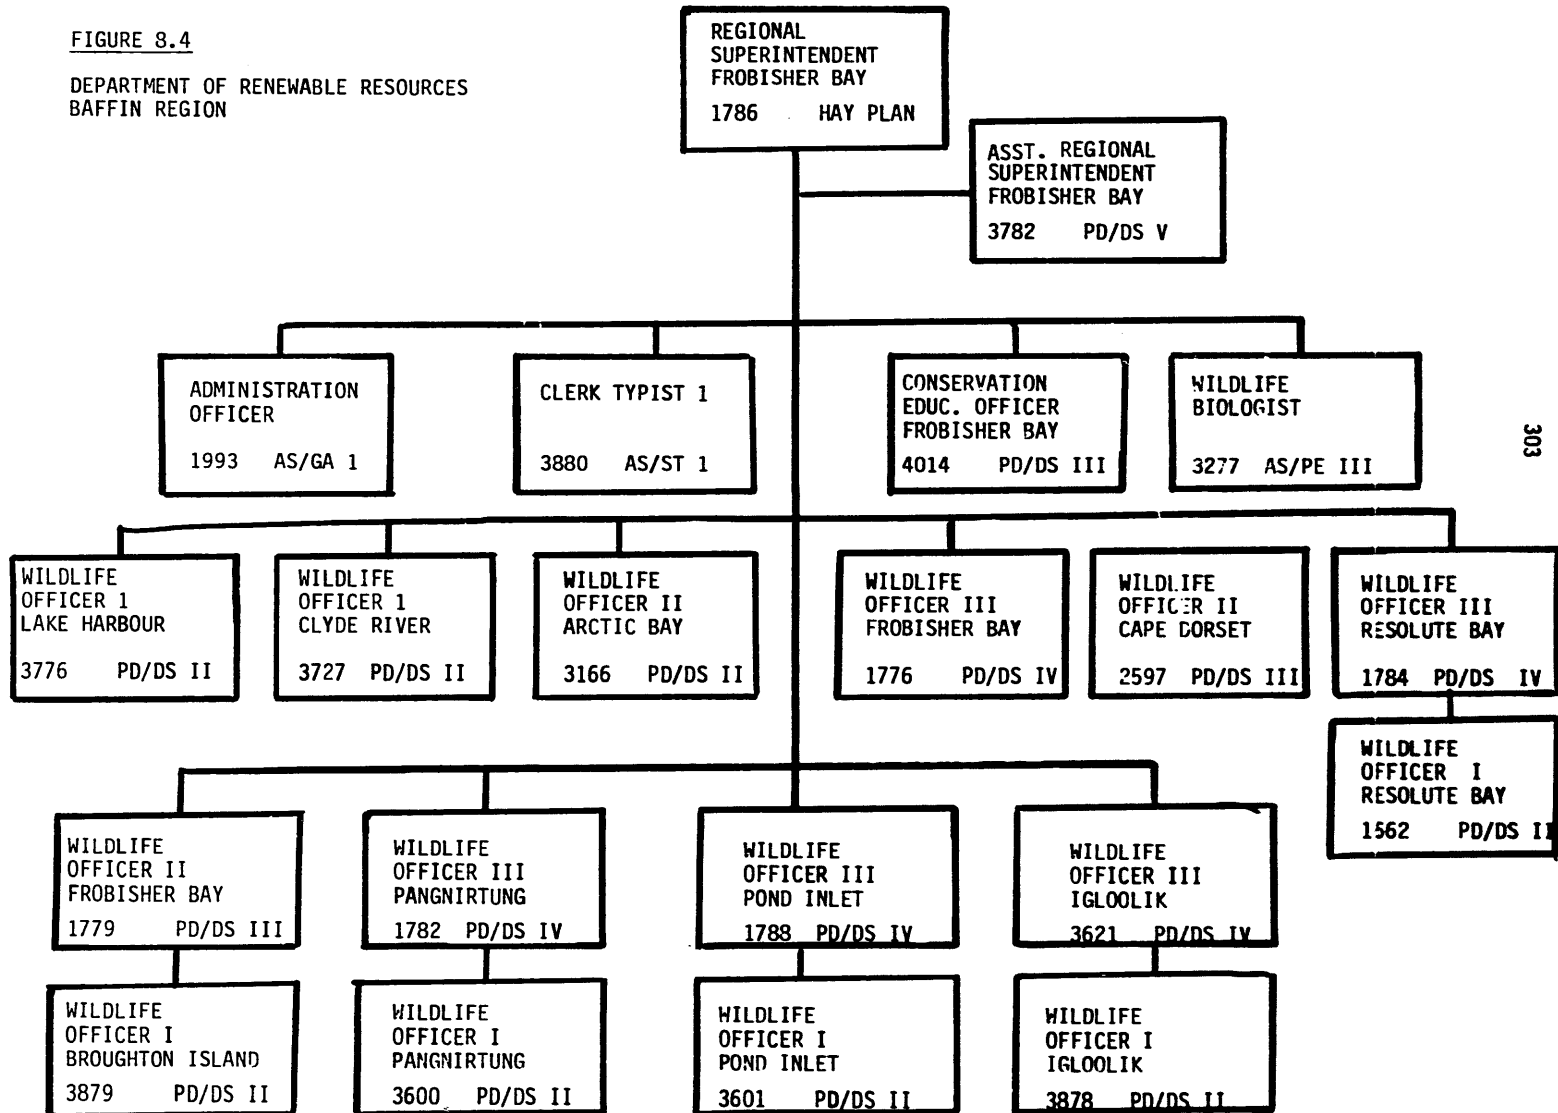 FIGURE 8.4
DEPARTMENT OF RENEWABLE RESOURCES
BAFFIN REGION
REGIONAL
SUPERINTENDENT
FROBISHER BAY
1786 HAY PLAN
ASST. REGIONAL
SUPERINTENDENT
FROBISHER BAY
3782 PD/DS V
ADMINISTRATION
OFFICER
1993 AS/GA 1
CLERK TYPIST 1
3880 AS/ST 1
CONSERVATION
EDUC. OFFICER
FROBISHER BAY
4014 PD/DS III
WILDLIFE
BIOLOGIST
3277 AS/PE III
303
WILDLIFE
OFFICER 1
LAKE HARBOUR
3776 PD/DS II
WILDLIFE
OFFICER 1
CLYDE RIVER
3727 PD/DS II
WILDLIFE
OFFICER II
ARCTIC BAY
3166 PD/DS II
WILDLIFE
OFFICER III
FROBISHER BAY
1776 PD/DS IV
WILDLIFE
OFFICER II
CAPE DORSET
2597 PD/DS III
WILDLIFE
OFFICER III
RESOLUTE BAY
1784 PD/DS IV
WILDLIFE
OFFICER I
RESOLUTE BAY
1562 PD/DS II
WILDLIFE
OFFICER II
FROBISHER BAY
1779 PD/DS III
WILDLIFE
OFFICER III
PANGNIRTUNG
1782 PD/DS IV
WILDLIFE
OFFICER III
POND INLET
1788 PD/DS IV
WILDLIFE
OFFICER III
IGLOOLIK
3621 PD/DS IV
WILDLIFE
OFFICER I
BROUGHTON ISLAND
3879 PD/DS II
WILDLIFE
OFFICER I
PANGNIRTUNG
3600 PD/DS II
WILDLIFE
OFFICER I
POND INLET
3601 PD/DS II
WILDLIFE
OFFICER I
IGLOOLIK
3878 PD/DS II